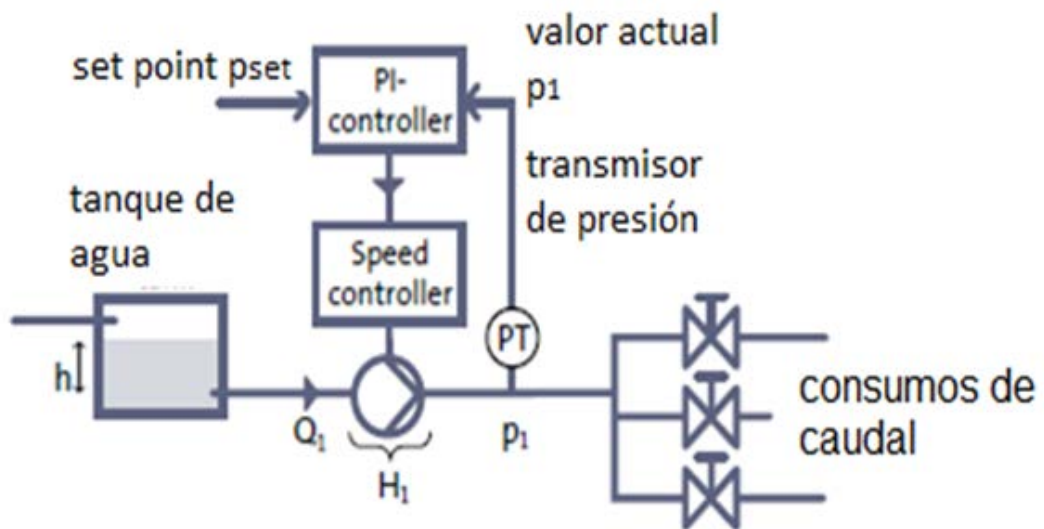 set point pset
PI-
controller
valor actual
p1
transmisor
de presión
tanque de
agua
Speed
controller
PT
h
Q1
H1
p1
consumos de
caudal